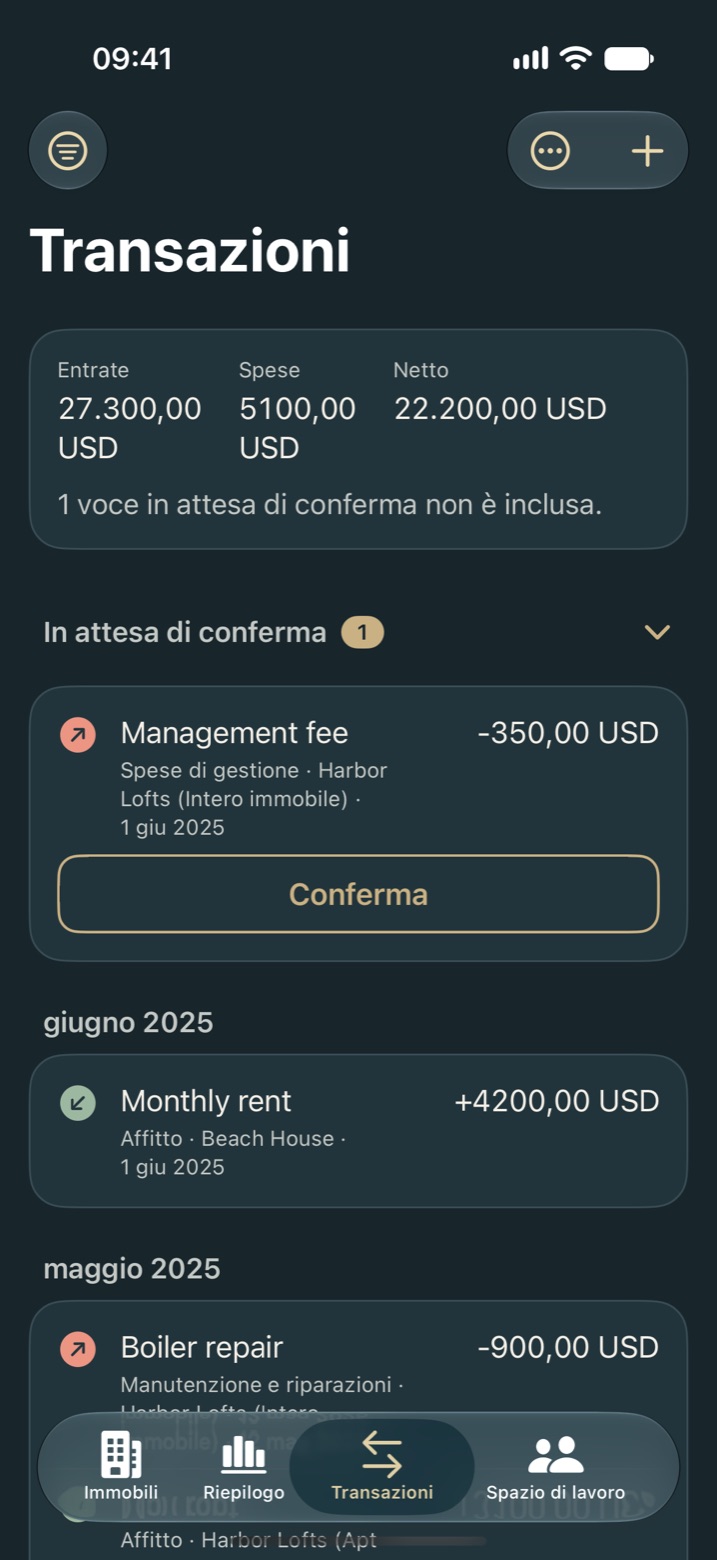 09:41
Transazioni
Entrate
Spese
Netto
27.300,00
USD
5100,00
USD
22.200,00 USD
1 voce in attesa di conferma non è inclusa.
In attesa di conferma 1
Management fee -350,00 USD
Spese di gestione · Harbor
Lofts (Intero immobile) ·
1 giu 2025
Conferma
giugno 2025
Monthly rent +4200,00 USD
Affitto · Beach House ·
1 giu 2025
maggio 2025
Boiler repair -900,00 USD
Manutenzione e riparazioni ·
Harbor Lofts (Intero
Immobili Riepilogo Transazioni Spazio di lavoro
Affitto · Harbor Lofts (Apt